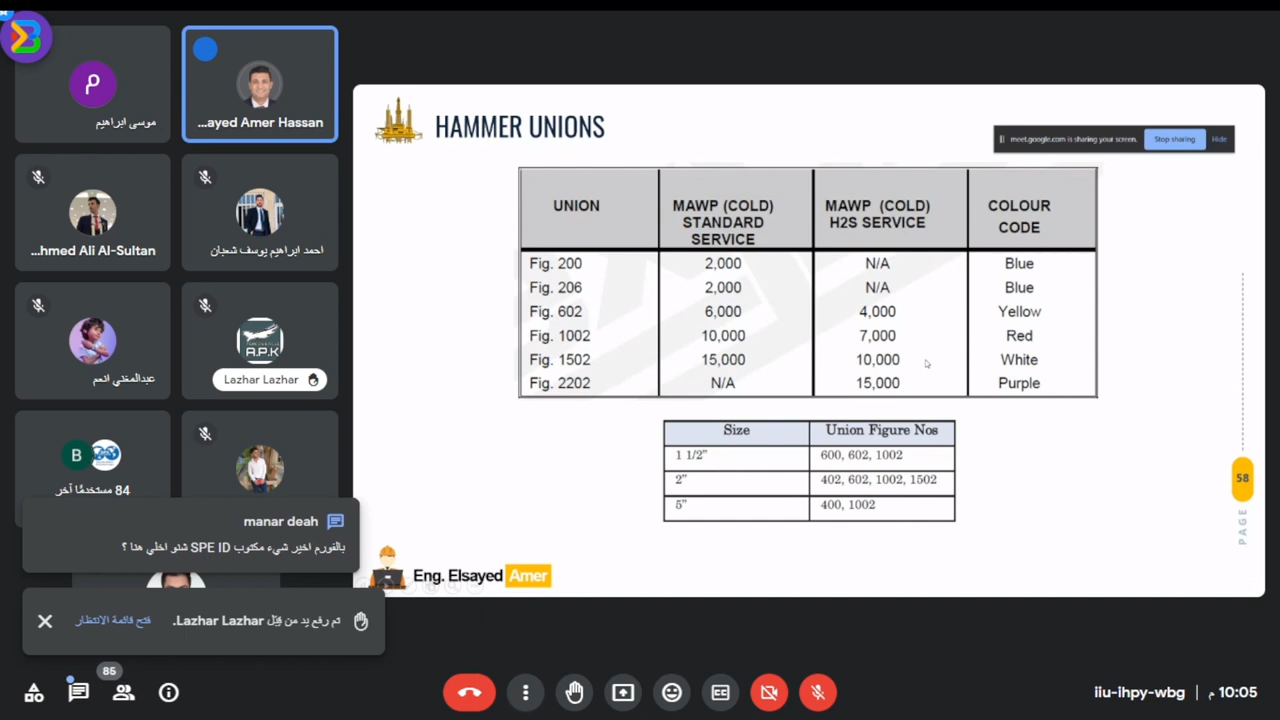 م
موسى ابراهيم
...ayed Amer Hassan
...hmed Ali Al-Sultan
احمد ابراهيم يوسف شعبان
عبدالمغني انعم
A.P.K
Lazhar Lazhar
B
84 مستخدمًا آخر
manar deah
بالفورم اخير شيء مكتوب SPE ID شنو اخلي هنا ؟
تم رفع يد من قِبَل Lazhar Lazhar.
فتح قائمة الانتظار
HAMMER UNIONS
meet.google.com is sharing your screen.
Stop sharing
Hide
UNION MAWP (COLD) STANDARD SERVICE MAWP (COLD) H2S SERVICE COLOUR CODE
Fig. 200 2,000 N/A Blue
Fig. 206 2,000 N/A Blue
Fig. 602 6,000 4,000 Yellow
Fig. 1002 10,000 7,000 Red
Fig. 1502 15,000 10,000 White
Fig. 2202 N/A 15,000 Purple
Size Union Figure Nos
1 1/2" 600, 602, 1002
2" 402, 602, 1002, 1502
5" 400, 1002
58
PAGE
Eng. Elsayed Amer
85
CC
iiu-ihpy-wbg
10:05 م